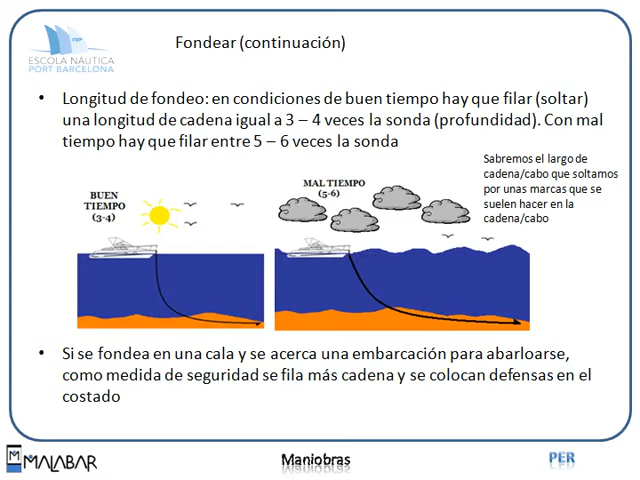 ESCOLA NÀUTICA
PORT BARCELONA
Fondear (continuación)
• Longitud de fondeo: en condiciones de buen tiempo hay que filar (soltar)
una longitud de cadena igual a 3 – 4 veces la sonda (profundidad). Con mal
tiempo hay que filar entre 5 – 6 veces la sonda
Sabremos el largo de
cadena/cabo que soltamos
por unas marcas que se
suelen hacer en la
cadena/cabo
BUEN
TIEMPO
(3-4)
MAL TIEMPO
(5-6)
• Si se fondea en una cala y se acerca una embarcación para abarloarse,
como medida de seguridad se fila más cadena y se colocan defensas en el
costado
MALABAR
Maniobras
PER